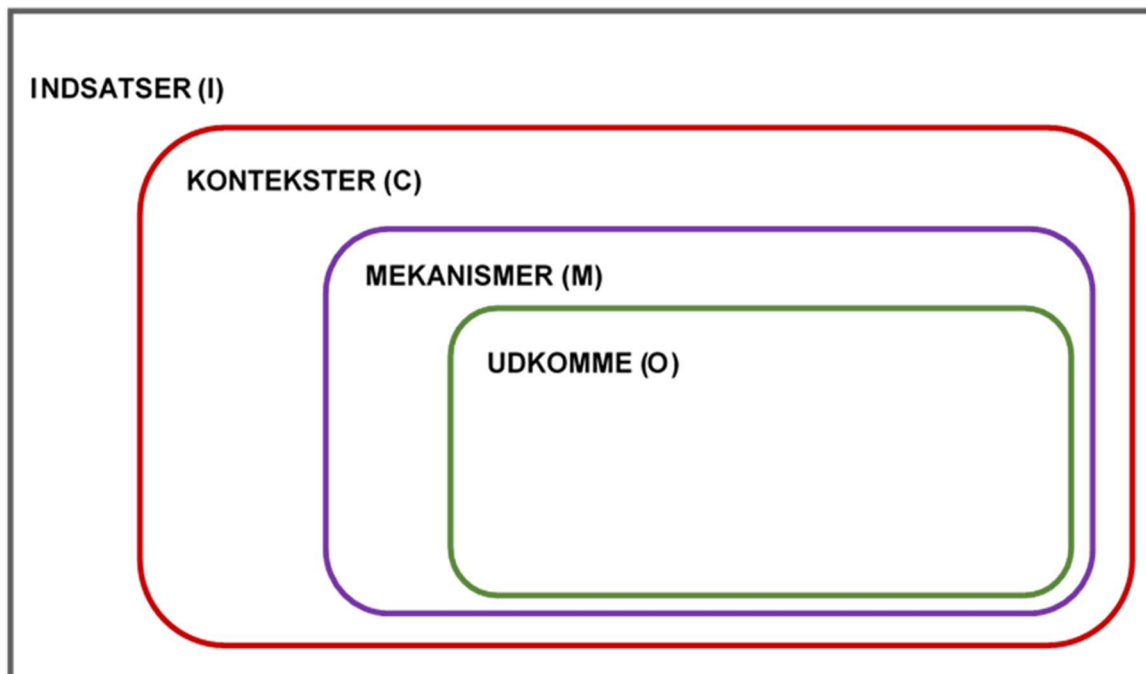 INDSATSER (I)
KONTEKSTER (C)
MEKANISMER (M)
UDKOMME (O)